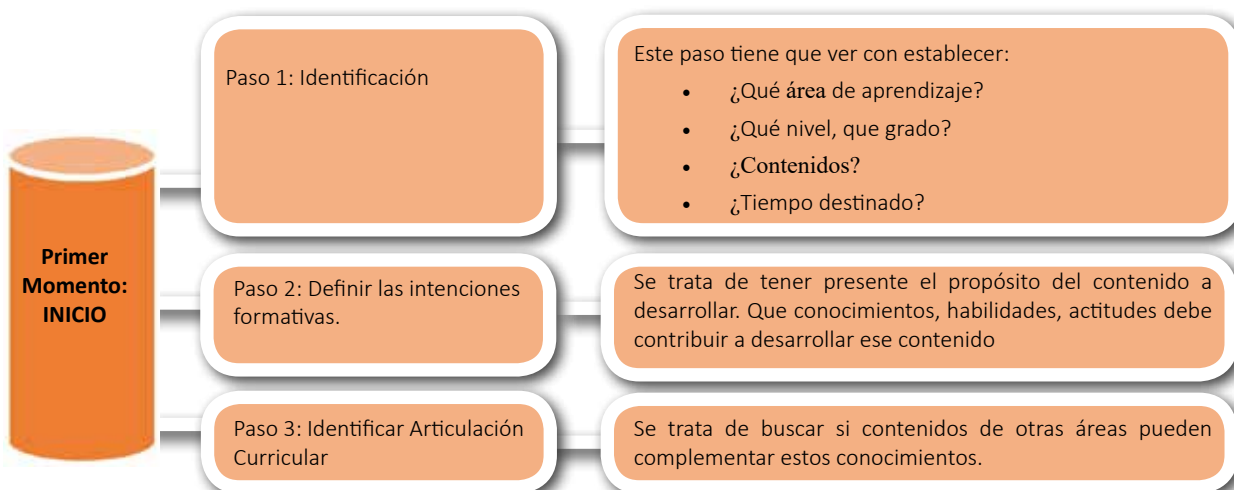 Primer
Momento:
INICIO
Paso 1: Identificación
Este paso tiene que ver con establecer:
• ¿Qué área de aprendizaje?
• ¿Qué nivel, que grado?
• ¿Contenidos?
• ¿Tiempo destinado?
Paso 2: Definir las intenciones
formativas.
Se trata de tener presente el propósito del contenido a
desarrollar. Que conocimientos, habilidades, actitudes debe
contribuir a desarrollar ese contenido
Paso 3: Identificar Articulación
Curricular
Se trata de buscar si contenidos de otras áreas pueden
complementar estos conocimientos.